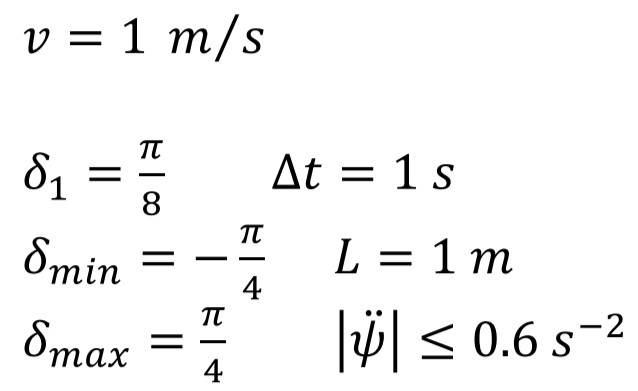 v = 1 m/s
δ₁ = π/8 Δt = 1 s
δ_min = −π/4 L = 1 m
δ_max = π/4 |ψ̈| ≤ 0.6 s⁻²